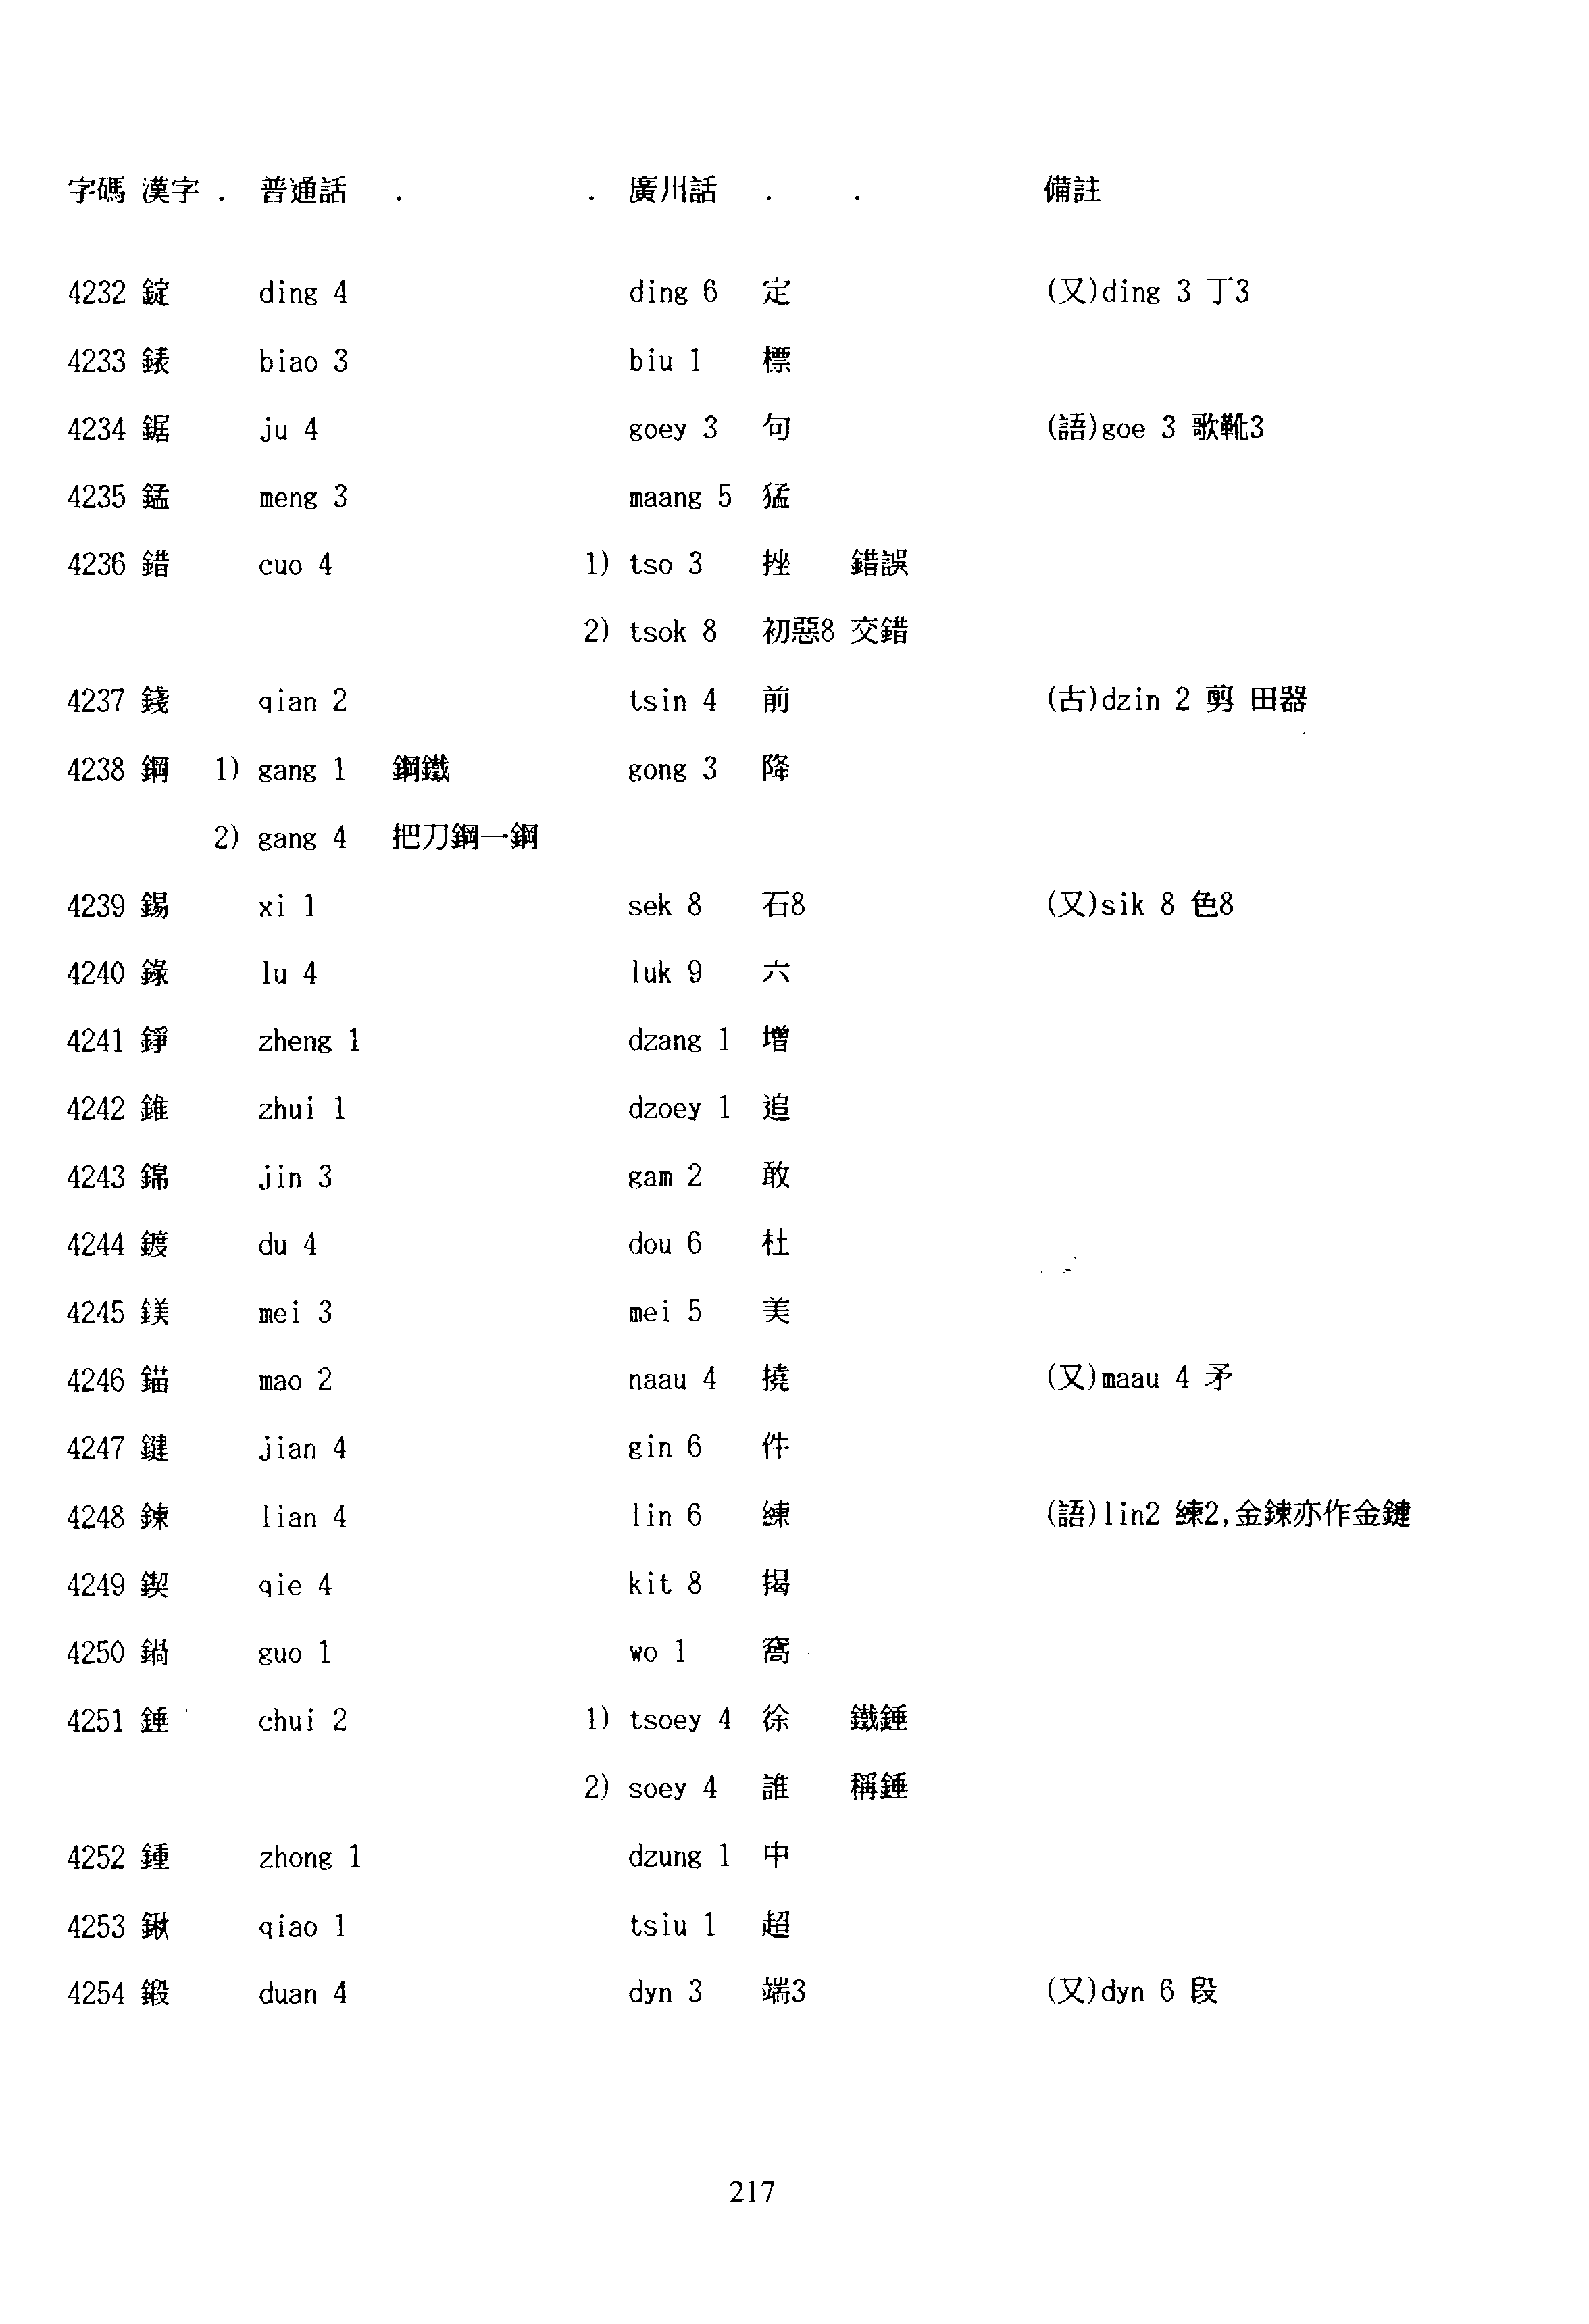 字碼 漢字 . 普通話 . . 廣州話 . . 備註
4232 錠 ding 4 ding 6 定 (又)ding 3 丁3
4233 錶 biao 3 biu 1 標
4234 鋸 ju 4 goey 3 句 (語)goe 3 歌靴3
4235 錳 meng 3 maang 5 猛
4236 錯 cuo 4 1) tso 3 挫 錯誤
2) tsok 8 初惡8 交錯
4237 錢 qian 2 tsin 4 前 (古)dzin 2 剪 田器
4238 鋼 1) gang 1 鋼鐵 gong 3 降
2) gang 4 把刀鋼一鋼
4239 錫 xi 1 sek 8 石8 (又)sik 8 色8
4240 錄 lu 4 luk 9 六
4241 錚 zheng 1 dzang 1 增
4242 錐 zhui 1 dzoey 1 追
4243 錦 jin 3 gam 2 敢
4244 鍍 du 4 dou 6 杜
4245 鎂 mei 3 mei 5 美
4246 錨 mao 2 naau 4 撓 (又)maau 4 矛
4247 鍵 jian 4 gin 6 件
4248 鍊 lian 4 lin 6 練 (語)lin2 練2,金鍊亦作金鏈
4249 鍥 qie 4 kit 8 揭
4250 鍋 guo 1 wo 1 窩
4251 錘 chui 2 1) tsoey 4 徐 鐵錘
2) soey 4 誰 稱錘
4252 鍾 zhong 1 dzung 1 中
4253 鍬 qiao 1 tsiu 1 超
4254 鍛 duan 4 dyn 3 端3 (又)dyn 6 段
217